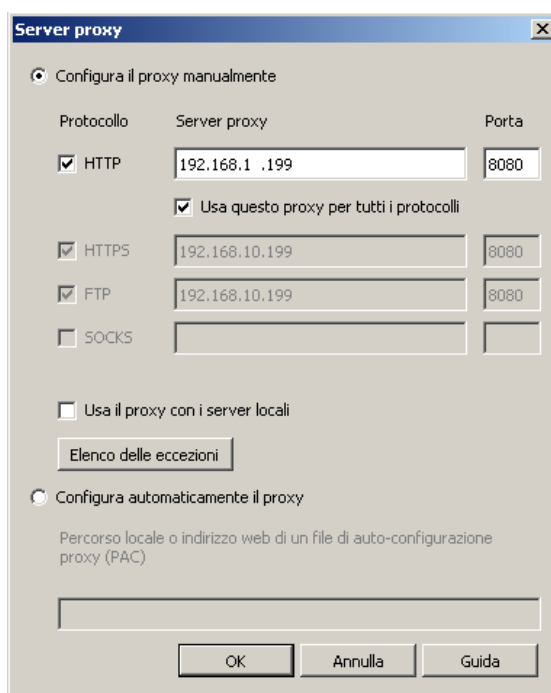 Server proxy
Configura il proxy manualmente
Protocollo Server proxy Porta
HTTP 192.168.1 .199 8080
Usa questo proxy per tutti i protocolli
HTTPS 192.168.10.199 8080
FTP 192.168.10.199 8080
SOCKS
Usa il proxy con i server locali
Elenco delle eccezioni
Configura automaticamente il proxy
Percorso locale o indirizzo web di un file di auto-configurazione
proxy (PAC)
OK Annulla Guida